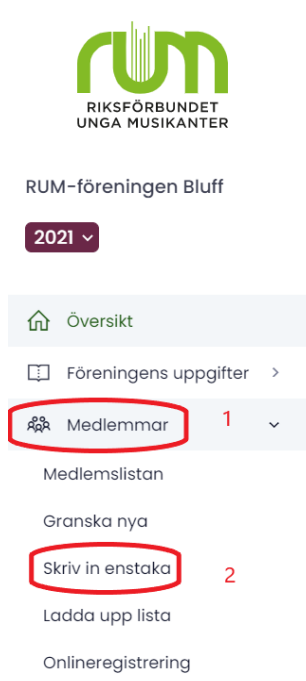 rum
RIKSFÖRBUNDET
UNGA MUSIKANTER
RUM-föreningen Bluff
2021
Översikt
Föreningens uppgifter
Medlemmar 1
Medlemslistan
Granska nya
Skriv in enstaka 2
Ladda upp lista
Onlineregistrering